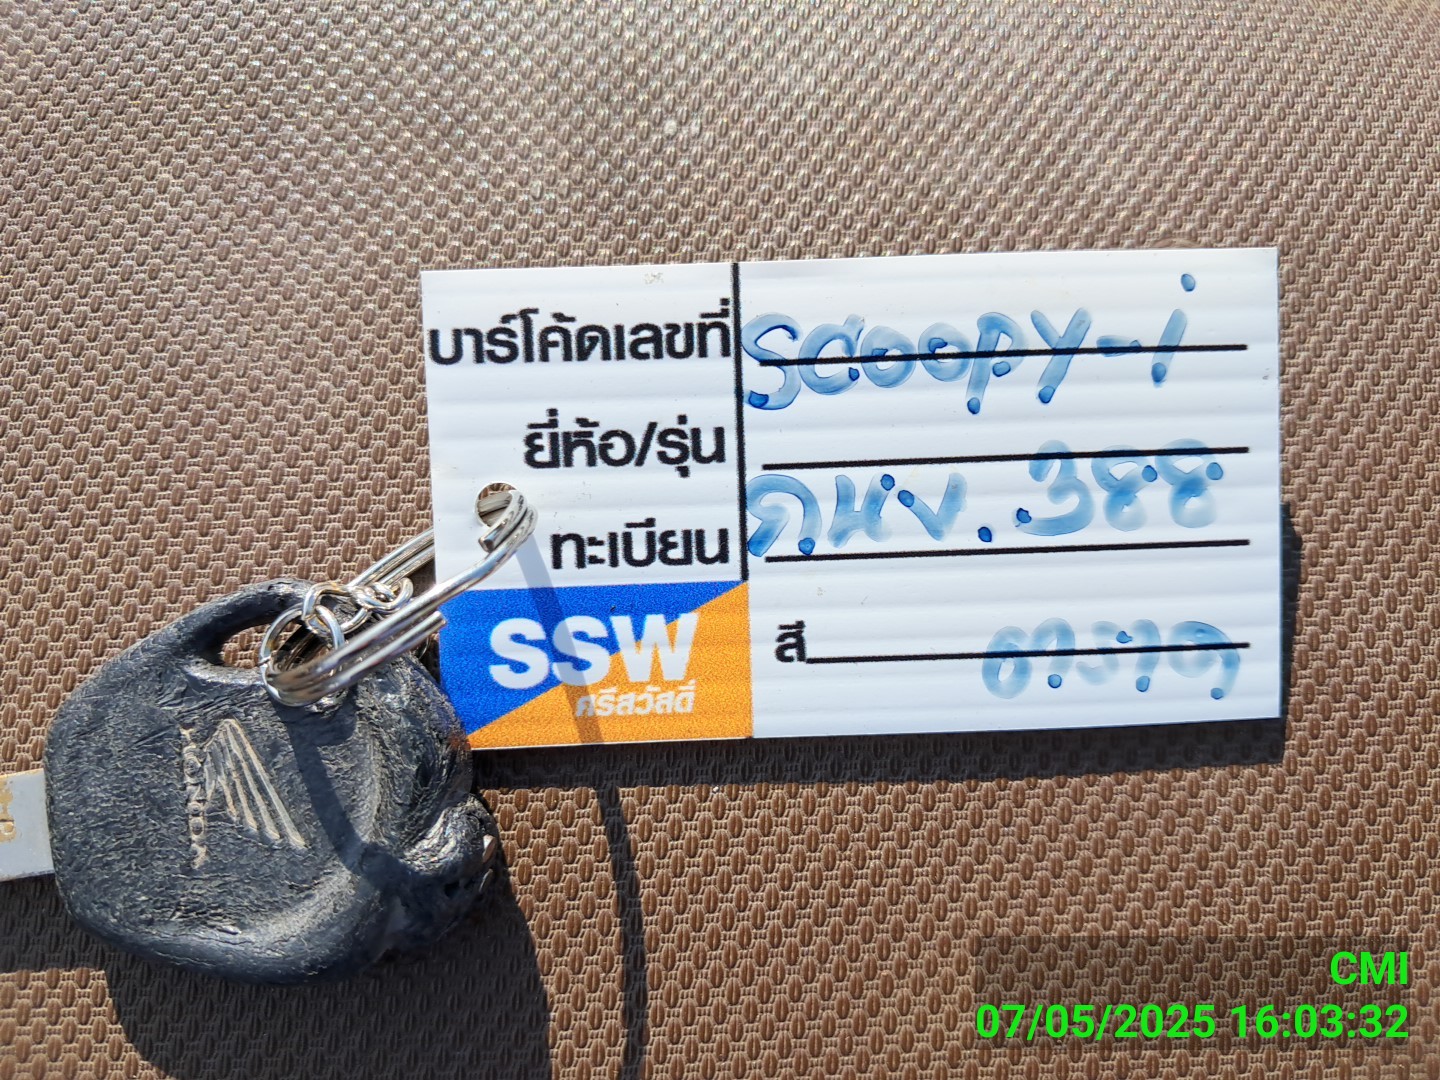 บาร์โค้ดเลขที่ Scoopy-i
ยี่ห้อ/รุ่น
ทะเบียน กนง. 388
สี
SSW
ศรีสวัสดิ์
HONDA
CMI
07/05/2025 16:03:32